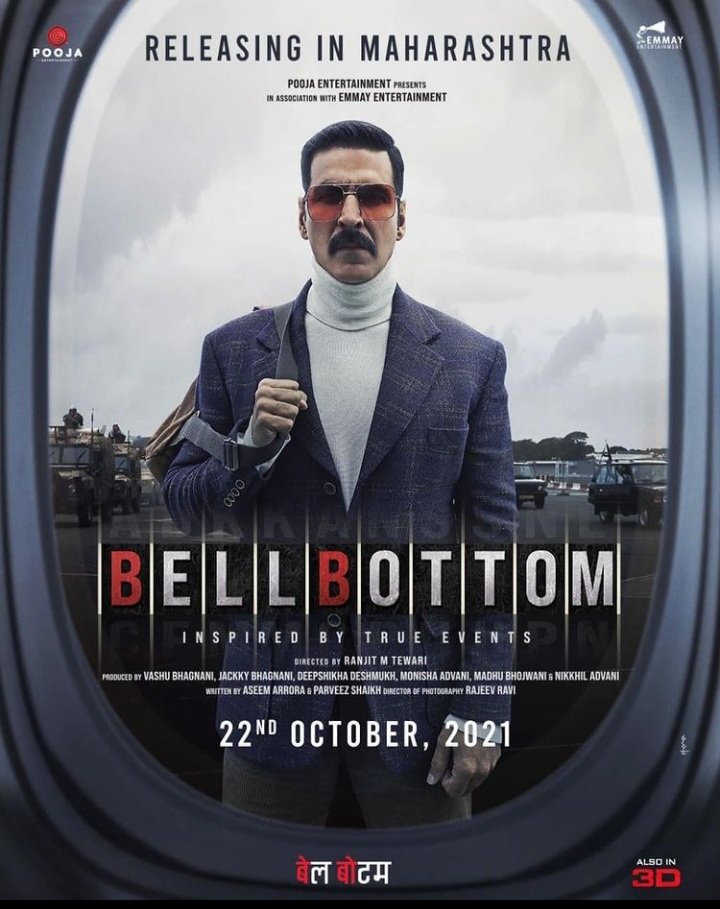 POOJA
ENTERTAINMENT
EMMAY
ENTERTAINMENT
RELEASING IN MAHARASHTRA
POOJA ENTERTAINMENT PRESENTS
IN ASSOCIATION WITH EMMAY ENTERTAINMENT
BELLBOTTOM
INSPIRED BY TRUE EVENTS
DIRECTED BY RANJIT M TEWARI
PRODUCED BY VASHU BHAGNANI, JACKKY BHAGNANI, DEEPSHIKHA DESHMUKH, MONISHA ADVANI, MADHU BHOJWANI & NIKKHIL ADVANI
WRITTEN BY ASEEM ARRORA & PARVEEZ SHAIKH DIRECTOR OF PHOTOGRAPHY RAJEEV RAVI
22ND OCTOBER, 2021
बेल बोटम
ALSO IN
3D